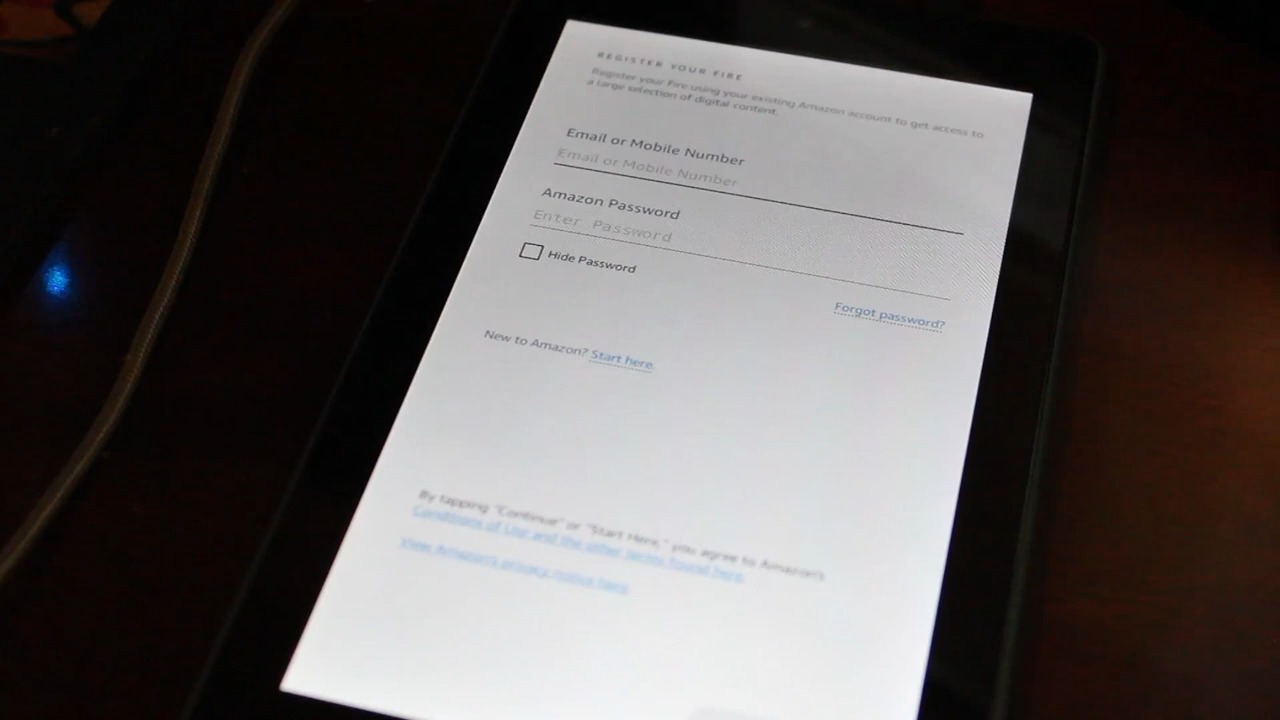 REGISTER YOUR FIRE
Register your Fire using your existing Amazon account to get access to
a large selection of digital content.
Email or Mobile Number
Email or Mobile Number
Amazon Password
Enter Password
Hide Password
Forgot password?
New to Amazon? Start here.
By tapping "Continue" or "Start Here," you agree to Amazon's
Conditions of Use and the other terms found here.
View Amazon's privacy notice here.